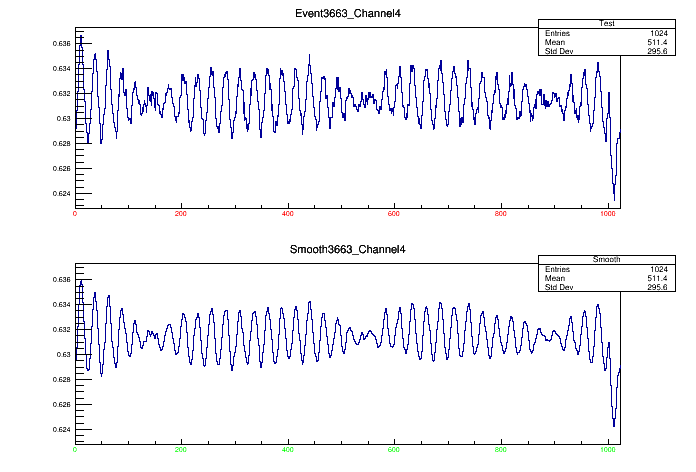 Event3663_Channel4
Test
Entries 1024
Mean 511.4
Std Dev 295.6
0.636
0.634
0.632
0.63
0.628
0.626
0.624
0 200 400 600 800 1000
Smooth3663_Channel4
Smooth
Entries 1024
Mean 511.4
Std Dev 295.6
0.636
0.634
0.632
0.63
0.628
0.626
0.624
0 200 400 600 800 1000